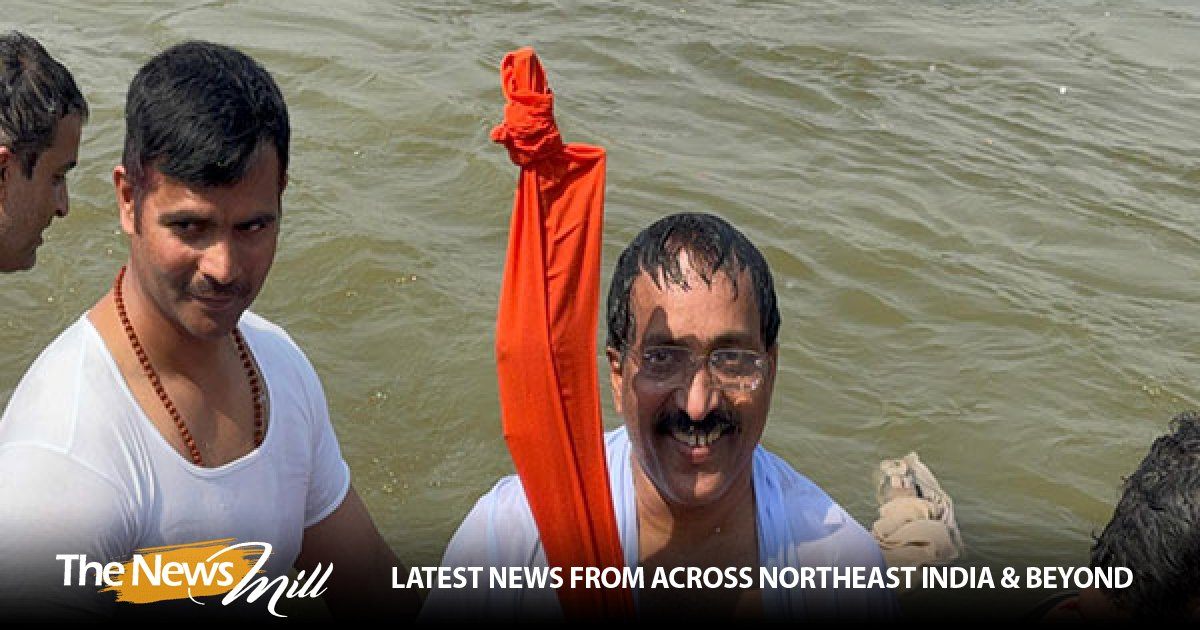 The News Mill
LATEST NEWS FROM ACROSS NORTHEAST INDIA & BEYOND